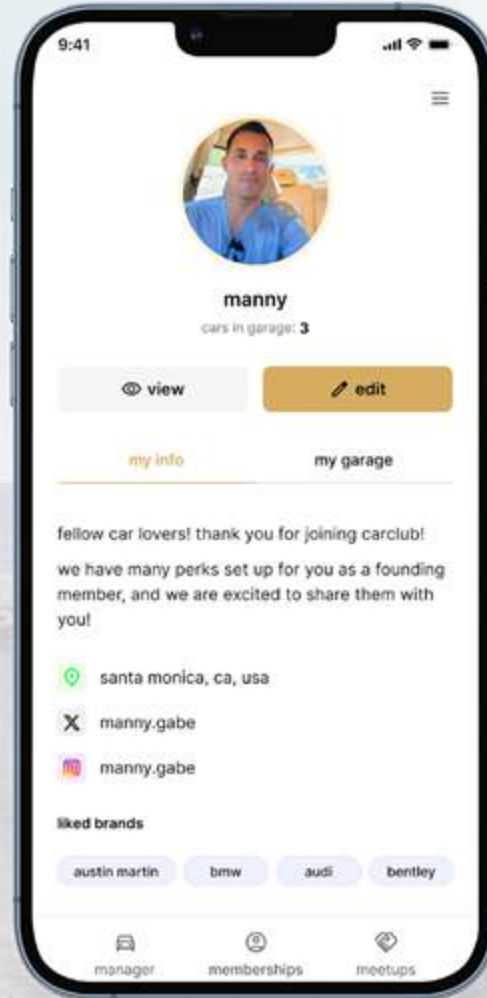 9:41
manny
cars in garage: 3
view
edit
my info
my garage
fellow car lovers! thank you for joining carclub!
we have many perks set up for you as a founding
member, and we are excited to share them with
you!
santa monica, ca, usa
manny.gabe
manny.gabe
liked brands
austin martin
bmw
audi
bentley
manager
memberships
meetups